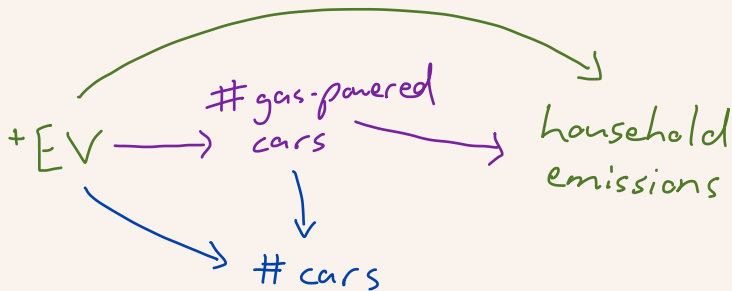 #gas-powered
cars
+EV
household
emissions
#cars